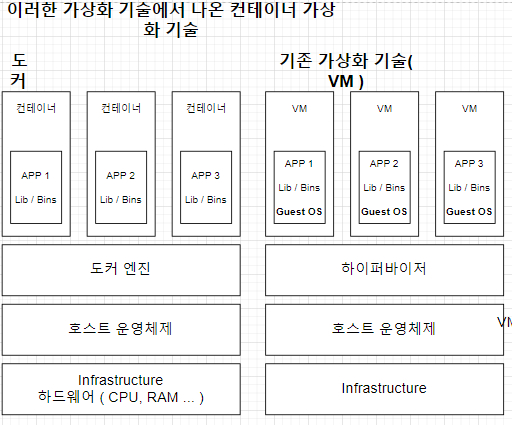 이러한 가상화 기술에서 나온 컨테이너 가상
화 기술
도
커
컨테이너
APP 1
Lib / Bins
컨테이너
APP 2
Lib / Bins
컨테이너
APP 3
Lib / Bins
도커 엔진
호스트 운영체제
Infrastructure
하드웨어 ( CPU, RAM ... )
기존 가상화 기술(
VM )
VM
APP 1
Lib / Bins
Guest OS
VM
APP 2
Lib / Bins
Guest OS
VM
APP 3
Lib / Bins
Guest OS
하이퍼바이저
호스트 운영체제
Infrastructure